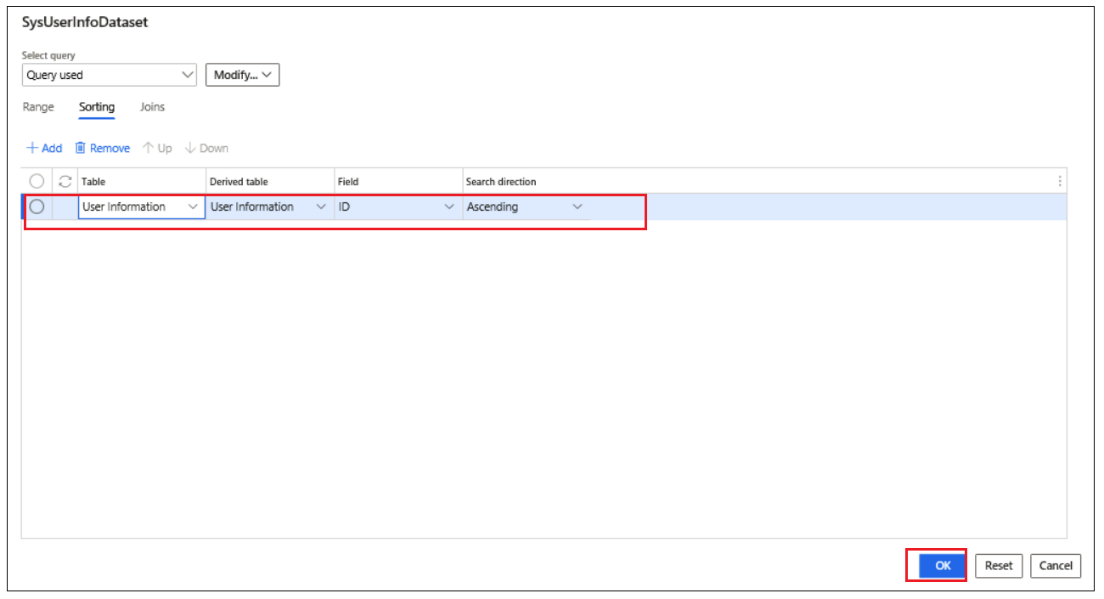 SysUserInfoDataset
Select query
Query used Modify...
Range Sorting Joins
Add Remove Up Down
Table Derived table Field Search direction
User Information User Information ID Ascending
OK Reset Cancel